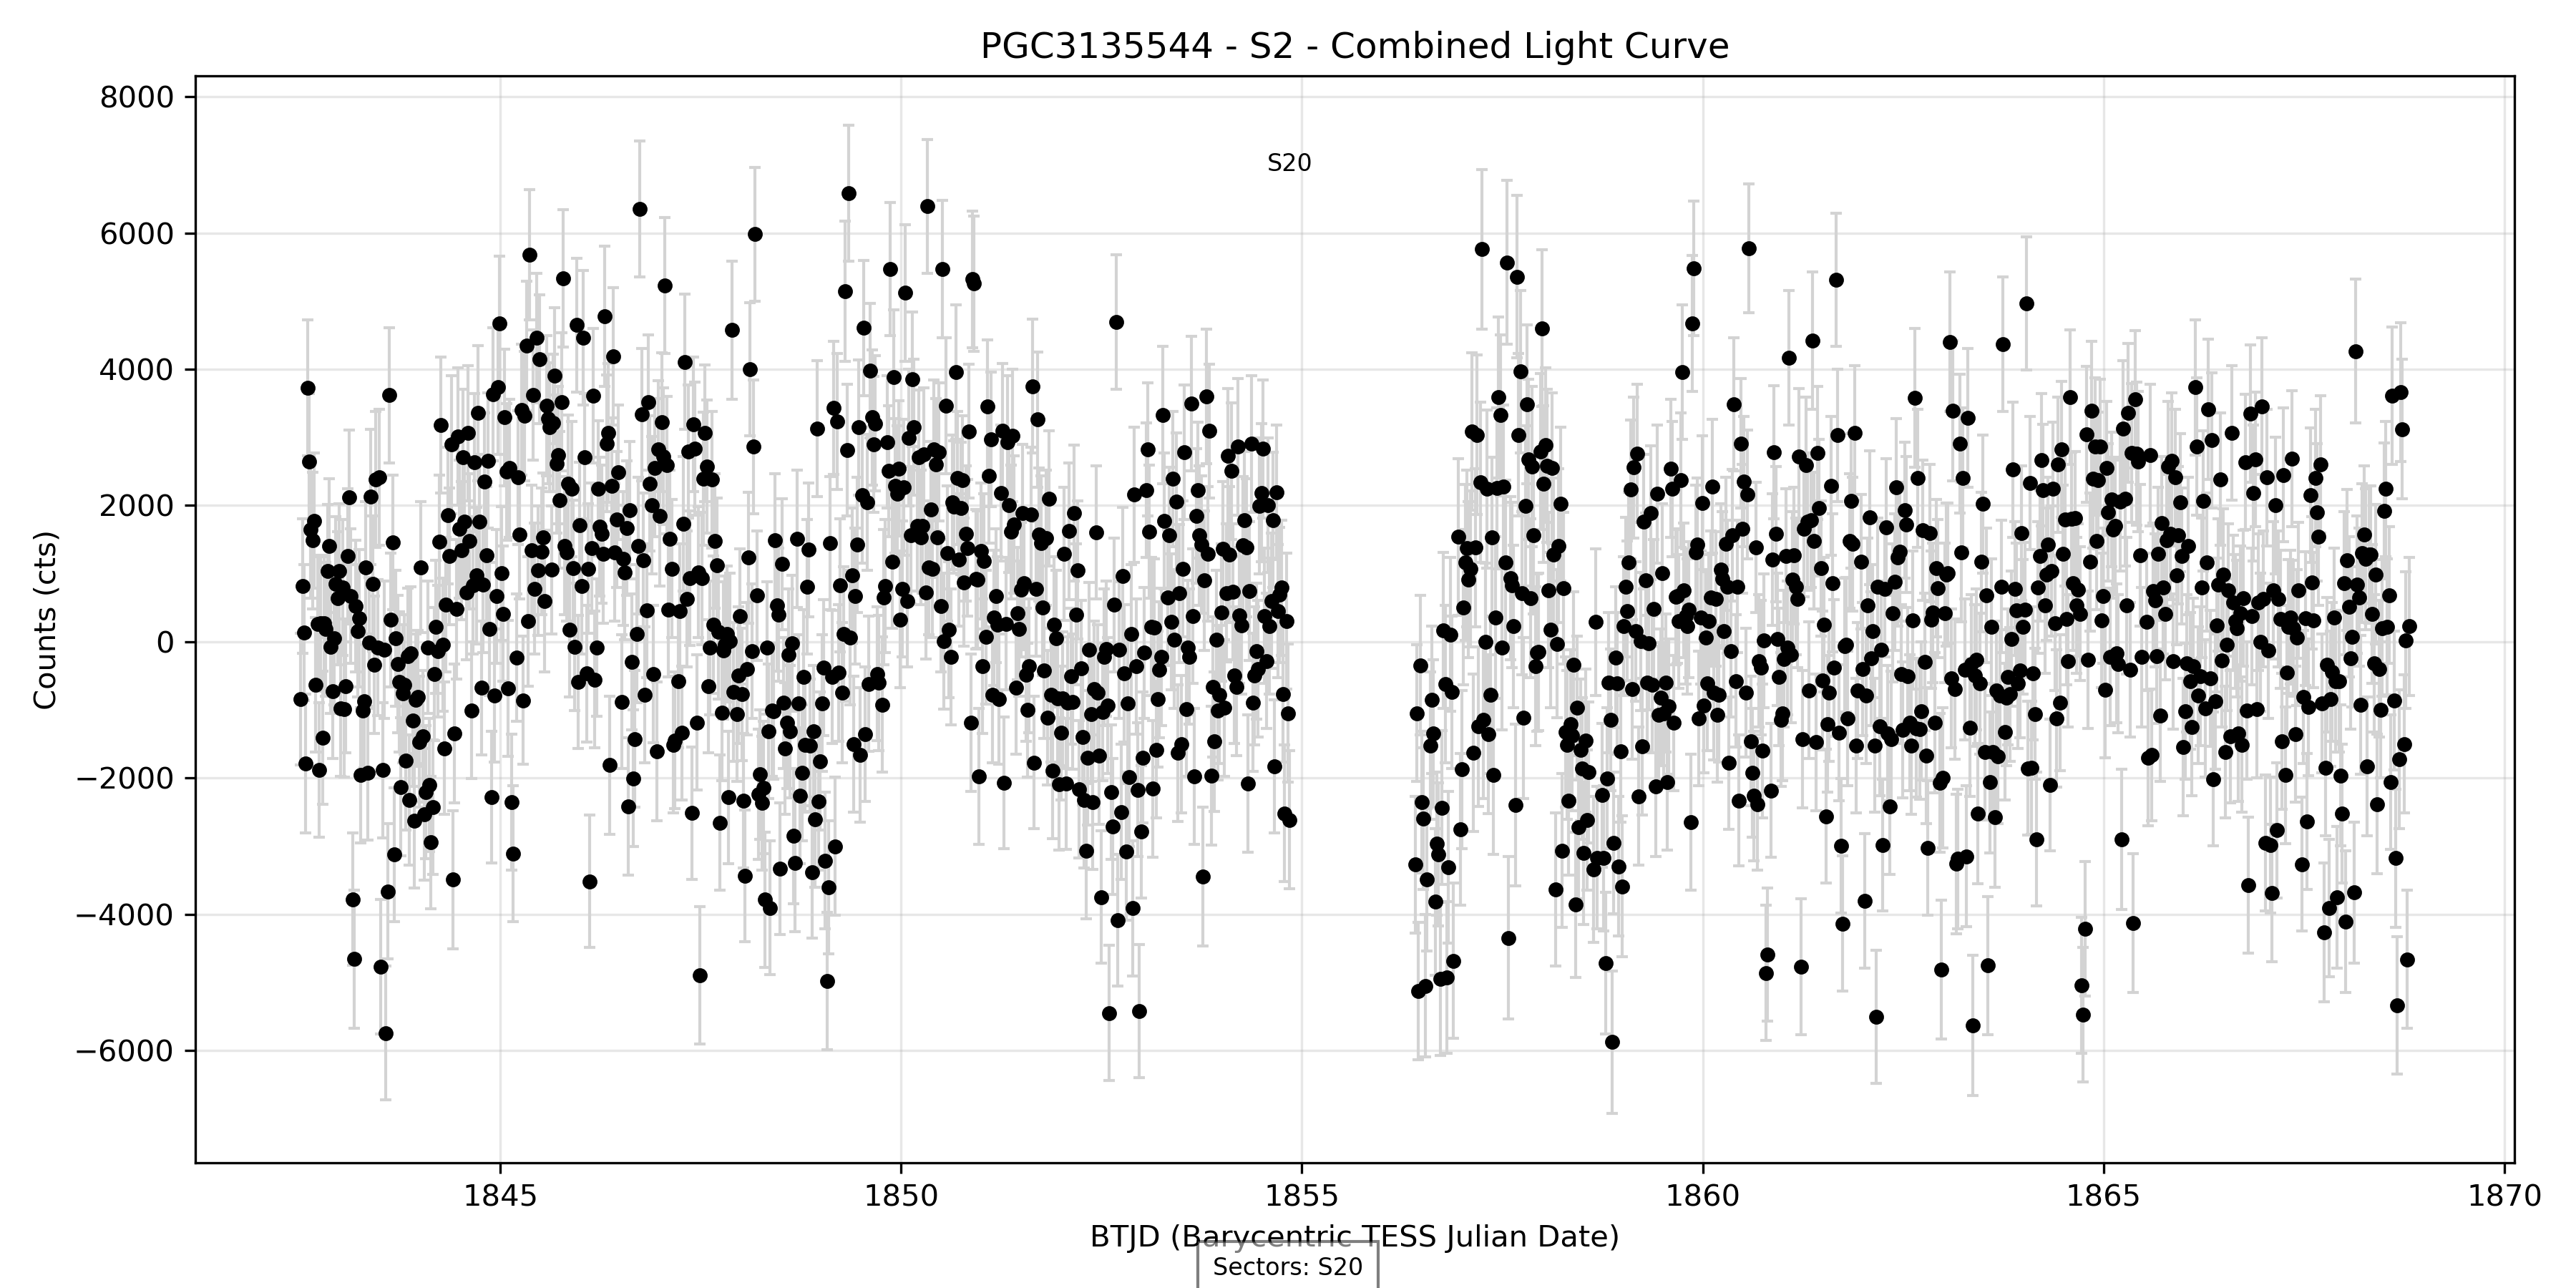 PGC3135544 - S2 - Combined Light Curve
8000
6000
4000
2000
0
−2000
−4000
−6000
Counts (cts)
S20
1845
1850
1855
1860
1865
1870
BTJD (Barycentric TESS Julian Date)
Sectors: S20